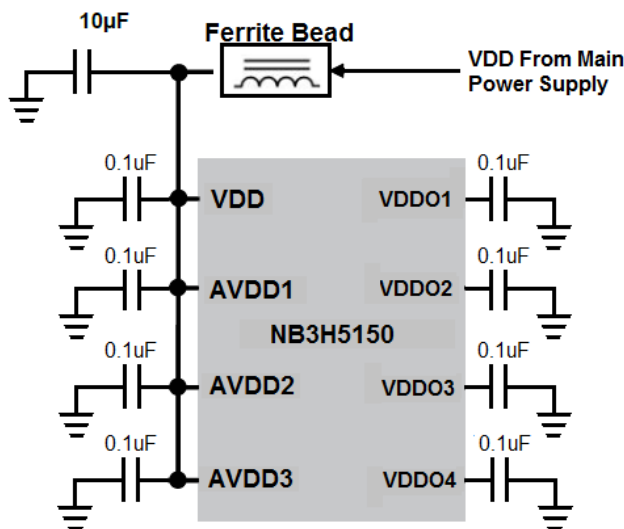 10µF
Ferrite Bead
VDD From Main
Power Supply
0.1uF
0.1uF
VDD
VDDO1
0.1uF
0.1uF
AVDD1
VDDO2
NB3H5150
0.1uF
0.1uF
AVDD2
VDDO3
0.1uF
0.1uF
AVDD3
VDDO4